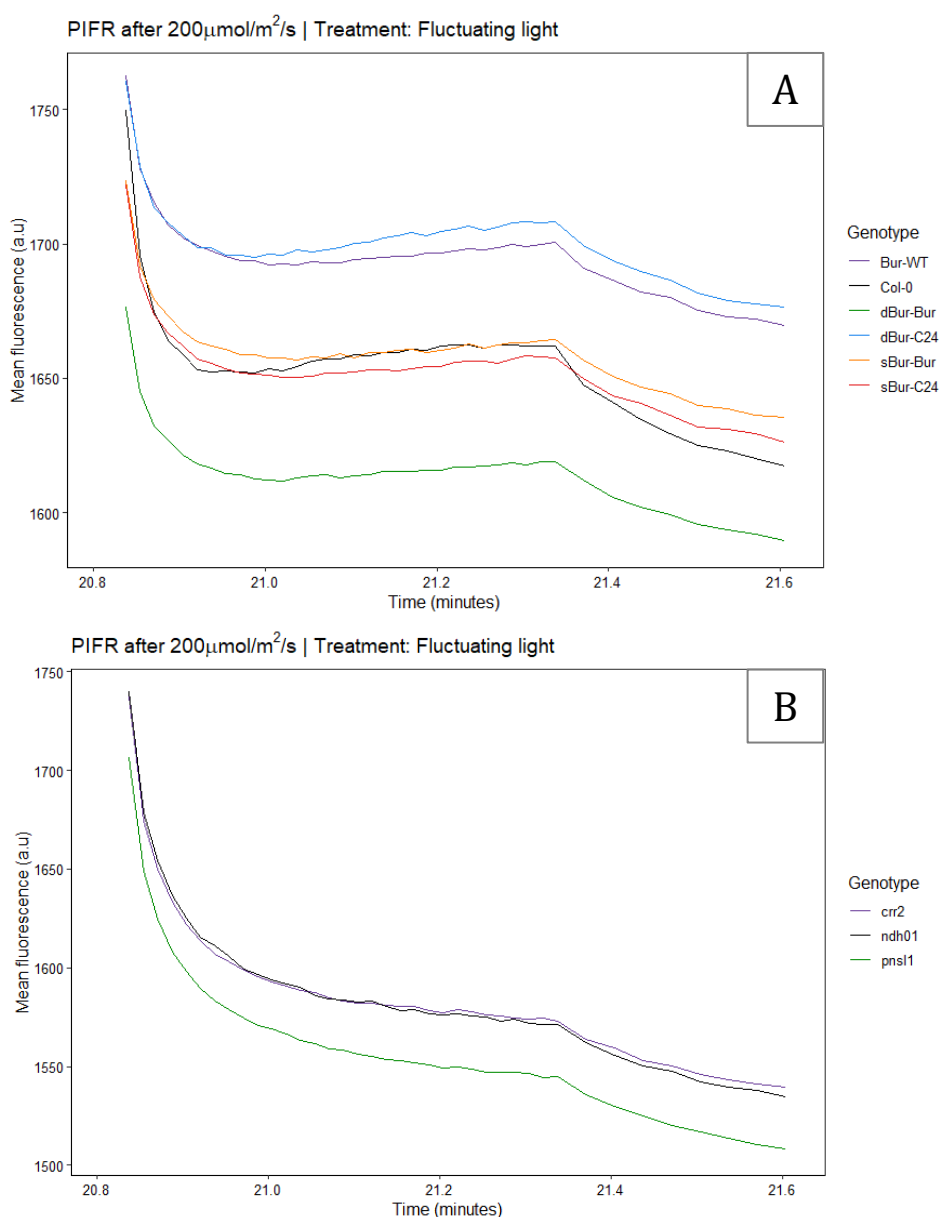 PIFR after 200μmol/m²/s | Treatment: Fluctuating light
A
1750
1700
1650
1600
Mean fluorescence (a.u)
20.8 21.0 21.2 21.4 21.6
Time (minutes)
Genotype
Bur-WT
Col-0
dBur-Bur
dBur-C24
sBur-Bur
sBur-C24
PIFR after 200μmol/m²/s | Treatment: Fluctuating light
B
1750
1700
1650
1600
1550
1500
Mean fluorescence (a.u)
20.8 21.0 21.2 21.4 21.6
Time (minutes)
Genotype
crr2
ndh01
pnsl1